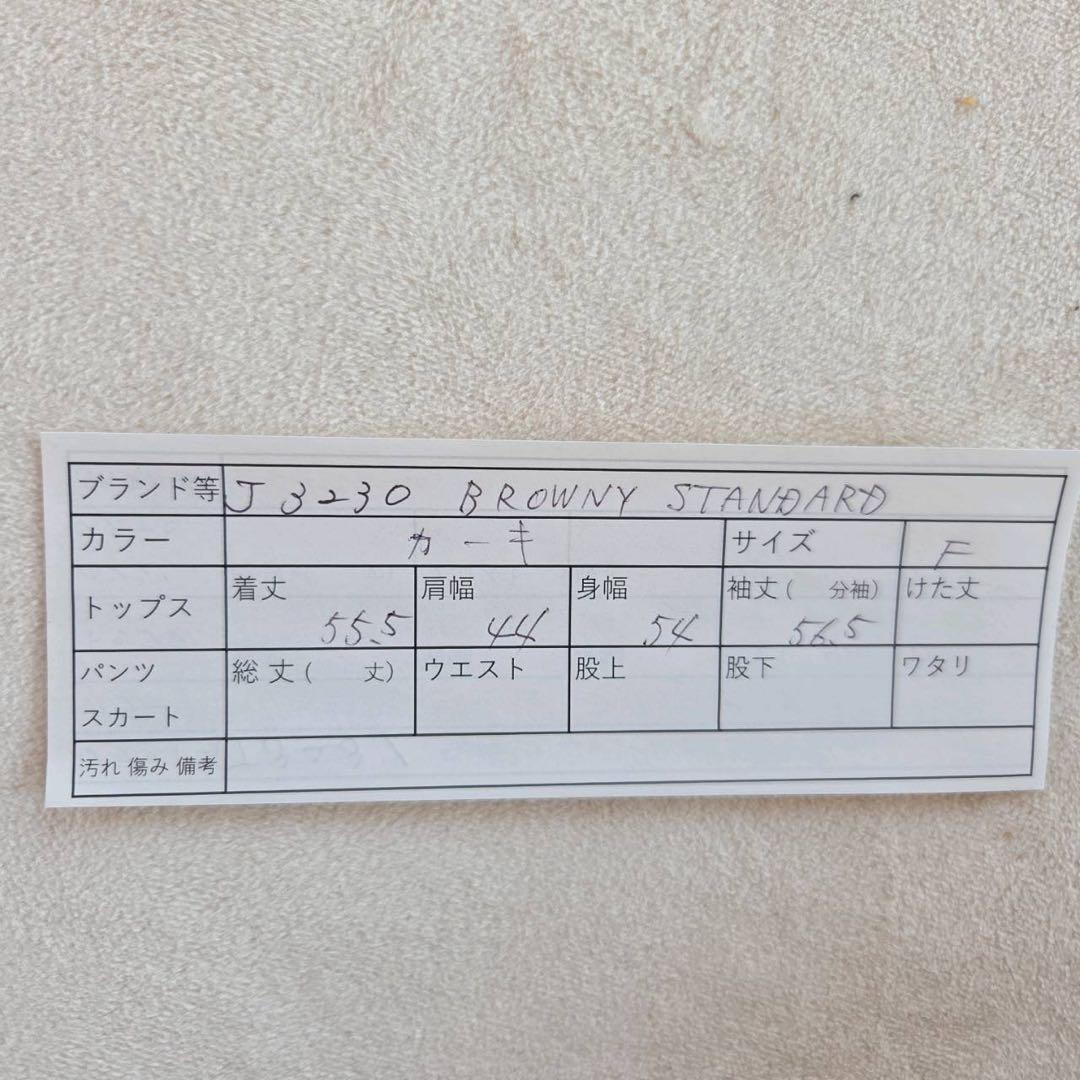 ブランド等 J3230 BROWNY STANDARD
カラー カーキ サイズ F
トップス 着丈 55.5 肩幅 44 身幅 54 袖丈( 分袖) 56.5 けた丈
パンツ スカート 総丈( 丈) ウエスト 股上 股下 ワタリ
汚れ 傷み 備考